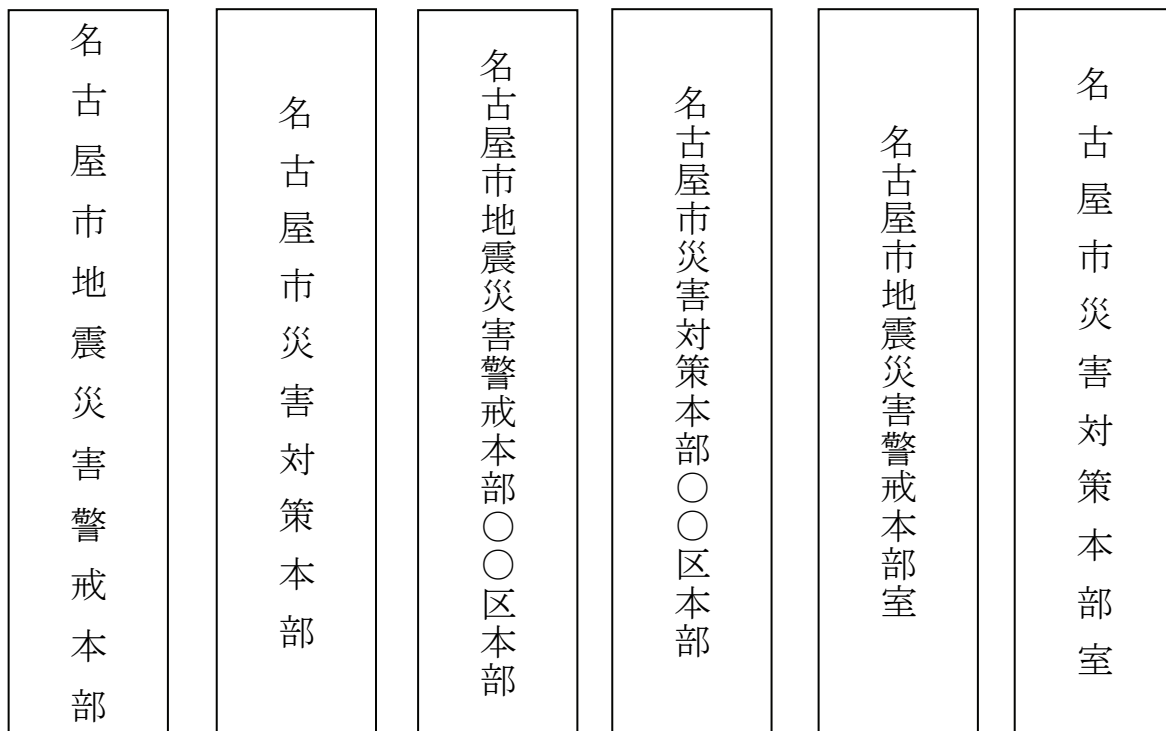 名古屋市災害対策本部室
名古屋市地震災害警戒本部室
名古屋市災害対策本部〇〇区本部
名古屋市地震災害警戒本部〇〇区本部
名古屋市災害対策本部
名古屋市地震災害警戒本部